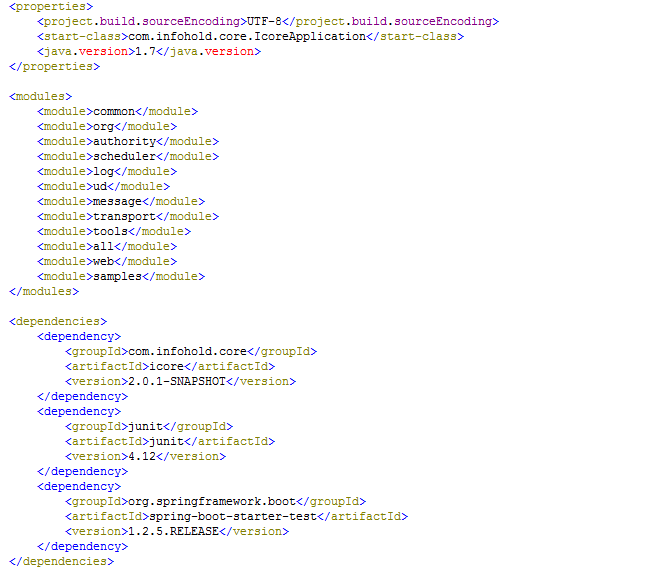 <properties>
    <project.build.sourceEncoding>UTF-8</project.build.sourceEncoding>
    <start-class>com.infohold.core.IcoreApplication</start-class>
    <java.version>1.7</java.version>
</properties>

<modules>
    <module>common</module>
    <module>org</module>
    <module>authority</module>
    <module>scheduler</module>
    <module>log</module>
    <module>ud</module>
    <module>message</module>
    <module>transport</module>
    <module>tools</module>
    <module>all</module>
    <module>web</module>
    <module>samples</module>
</modules>

<dependencies>
    <dependency>
        <groupId>com.infohold.core</groupId>
        <artifactId>icore</artifactId>
        <version>2.0.1-SNAPSHOT</version>
    </dependency>
    <dependency>
        <groupId>junit</groupId>
        <artifactId>junit</artifactId>
        <version>4.12</version>
    </dependency>
    <dependency>
        <groupId>org.springframework.boot</groupId>
        <artifactId>spring-boot-starter-test</artifactId>
        <version>1.2.5.RELEASE</version>
    </dependency>
</dependencies>